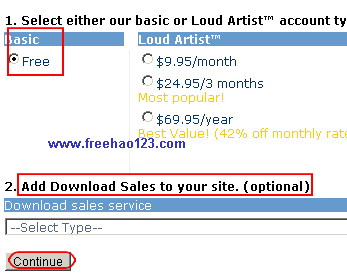 1. Select either our basic or Loud Artist™ account ty
Basic
Loud Artist™
Free
$9.95/month
$24.95/3 months
Most popular!
$69.95/year
Best Value! (42% off monthly rate
www.freehao123.com
2. Add Download Sales to your site. (optional)
Download sales service
--Select Type--
Continue